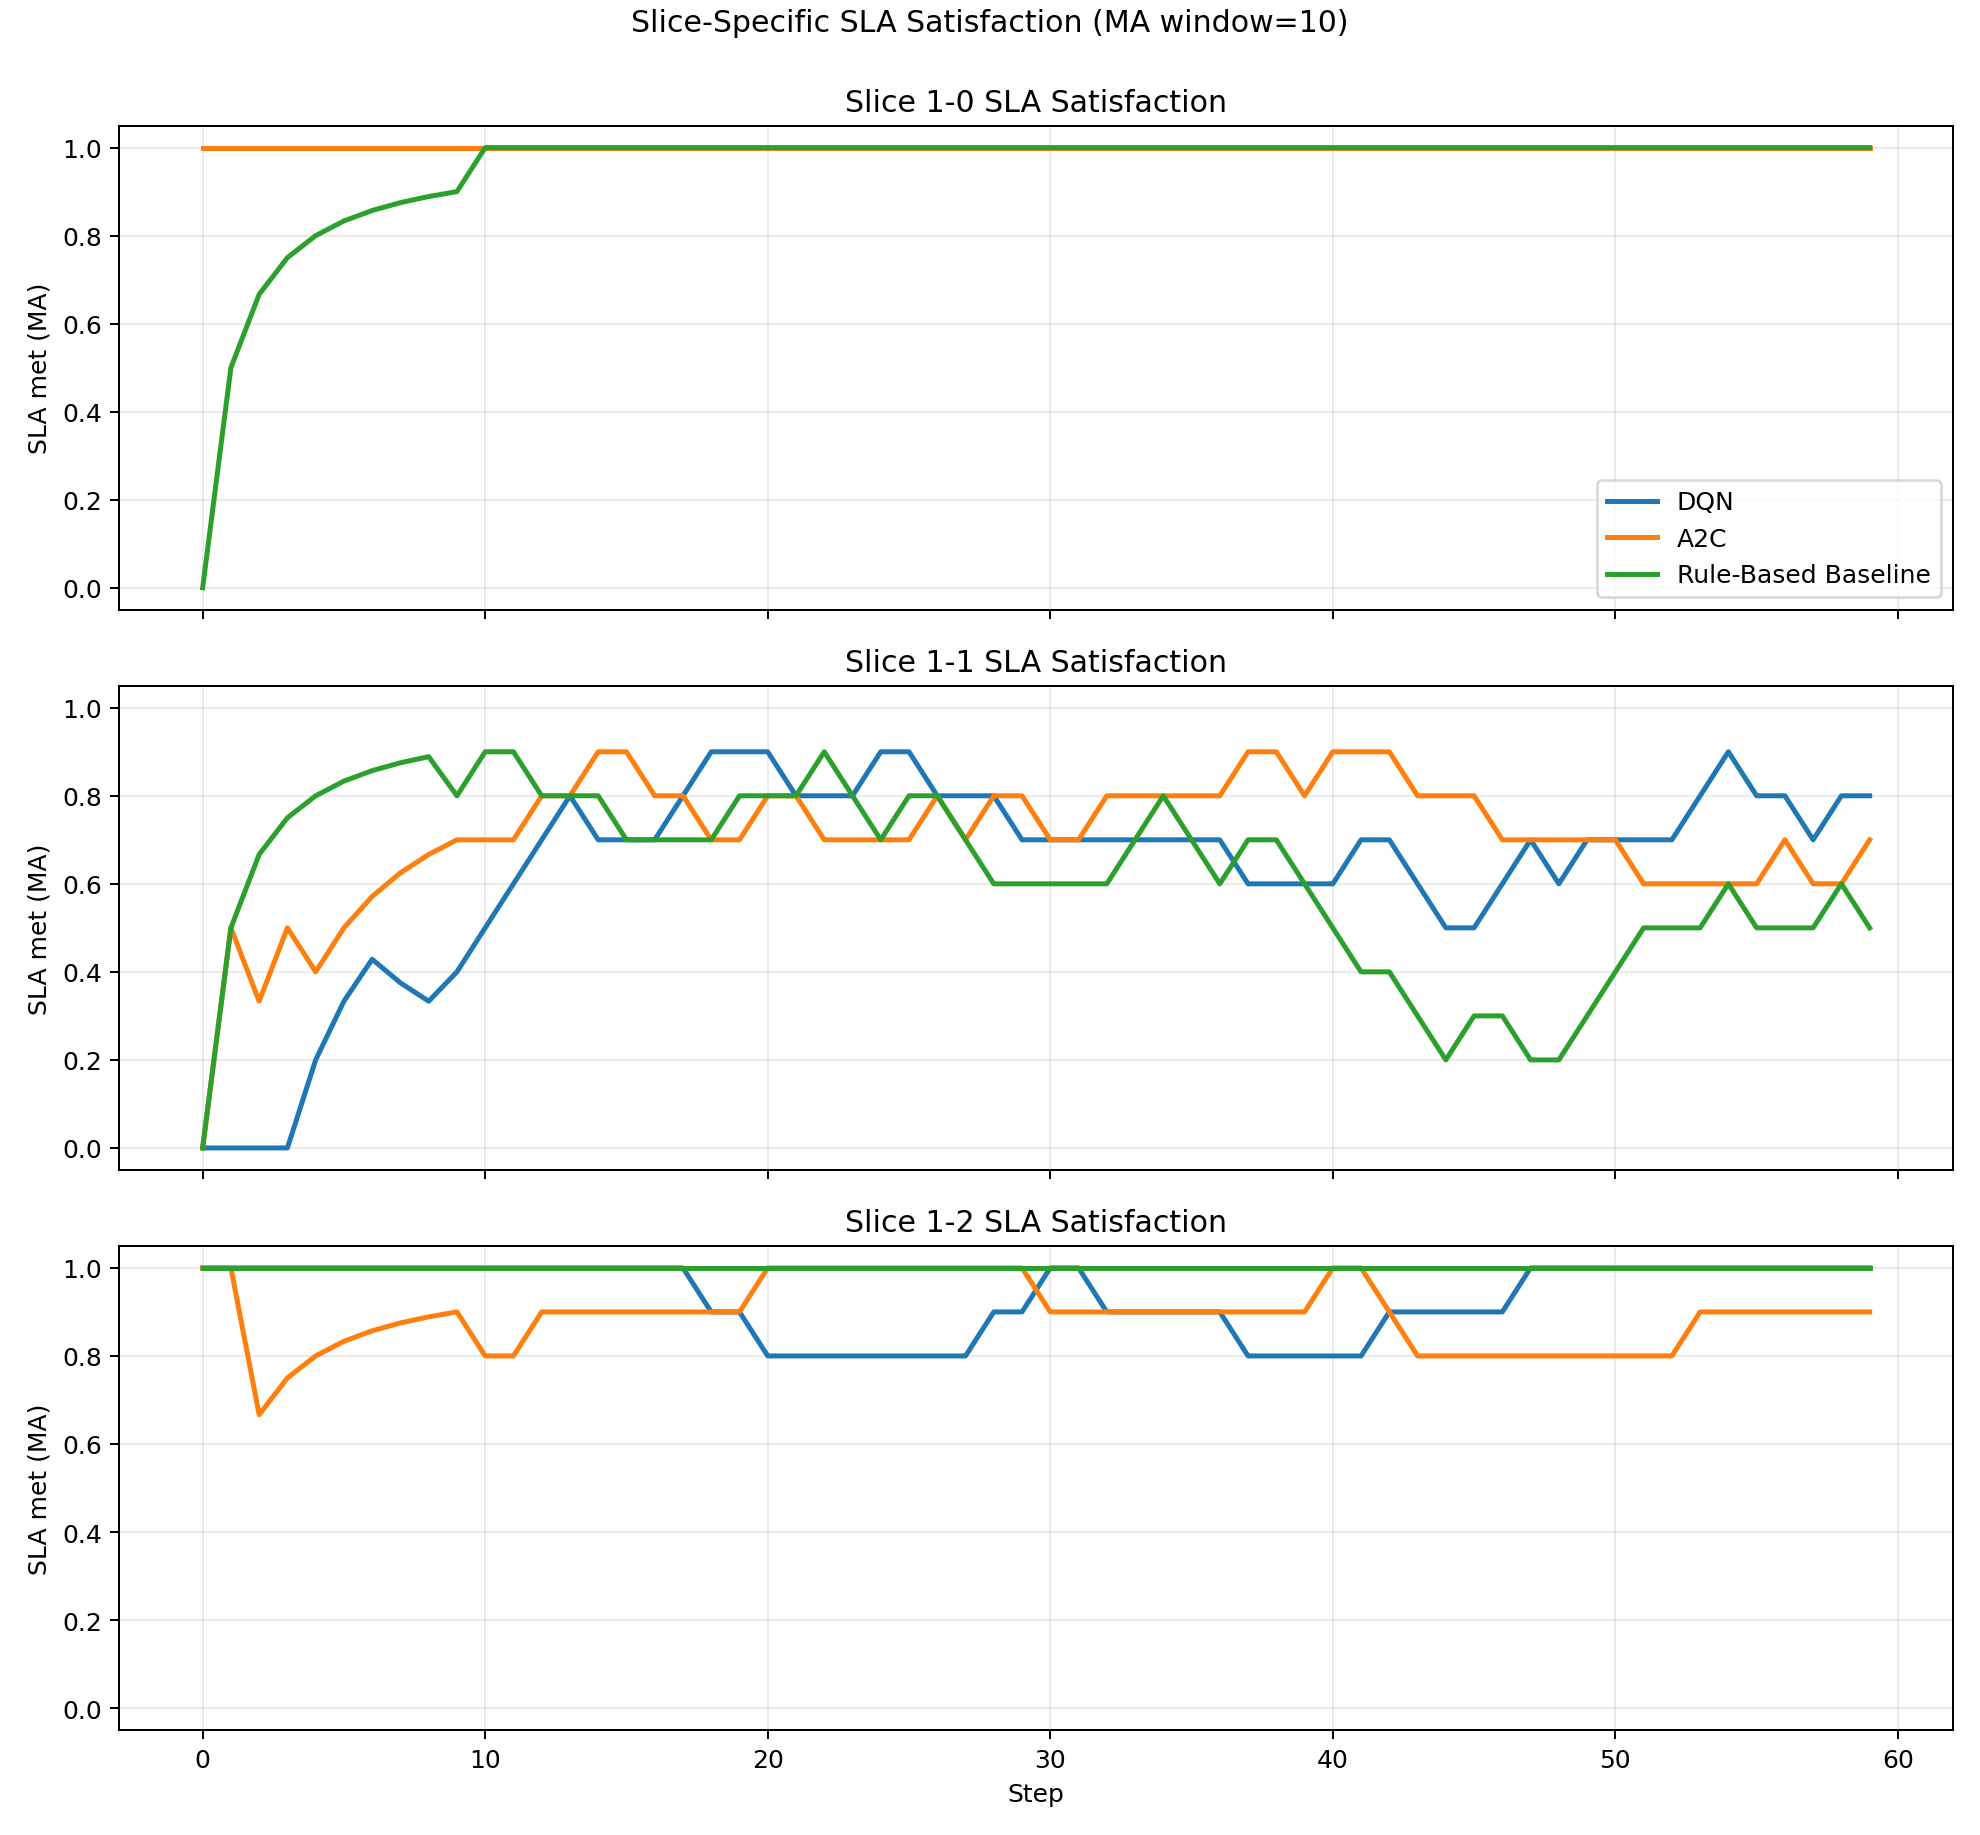 Slice-Specific SLA Satisfaction (MA window=10)
Slice 1-0 SLA Satisfaction
SLA met (MA)
1.0
0.8
0.6
0.4
0.2
0.0
DQN
A2C
Rule-Based Baseline
Slice 1-1 SLA Satisfaction
SLA met (MA)
1.0
0.8
0.6
0.4
0.2
0.0
Slice 1-2 SLA Satisfaction
SLA met (MA)
1.0
0.8
0.6
0.4
0.2
0.0
0 10 20 30 40 50 60
Step